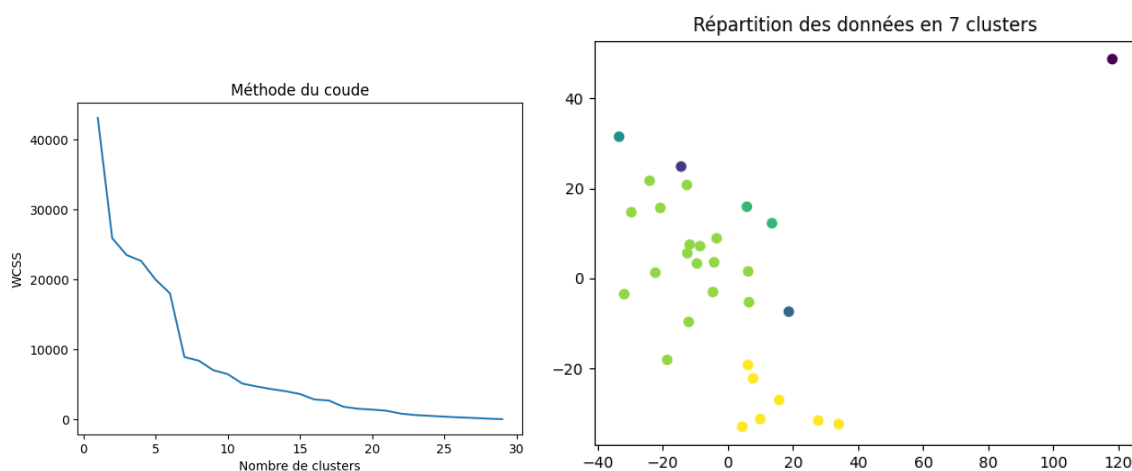 Méthode du coude
WCSS
40000
30000
20000
10000
0
0 5 10 15 20 25 30
Nombre de clusters
Répartition des données en 7 clusters
40
20
0
−20
−40 −20 0 20 40 60 80 100 120